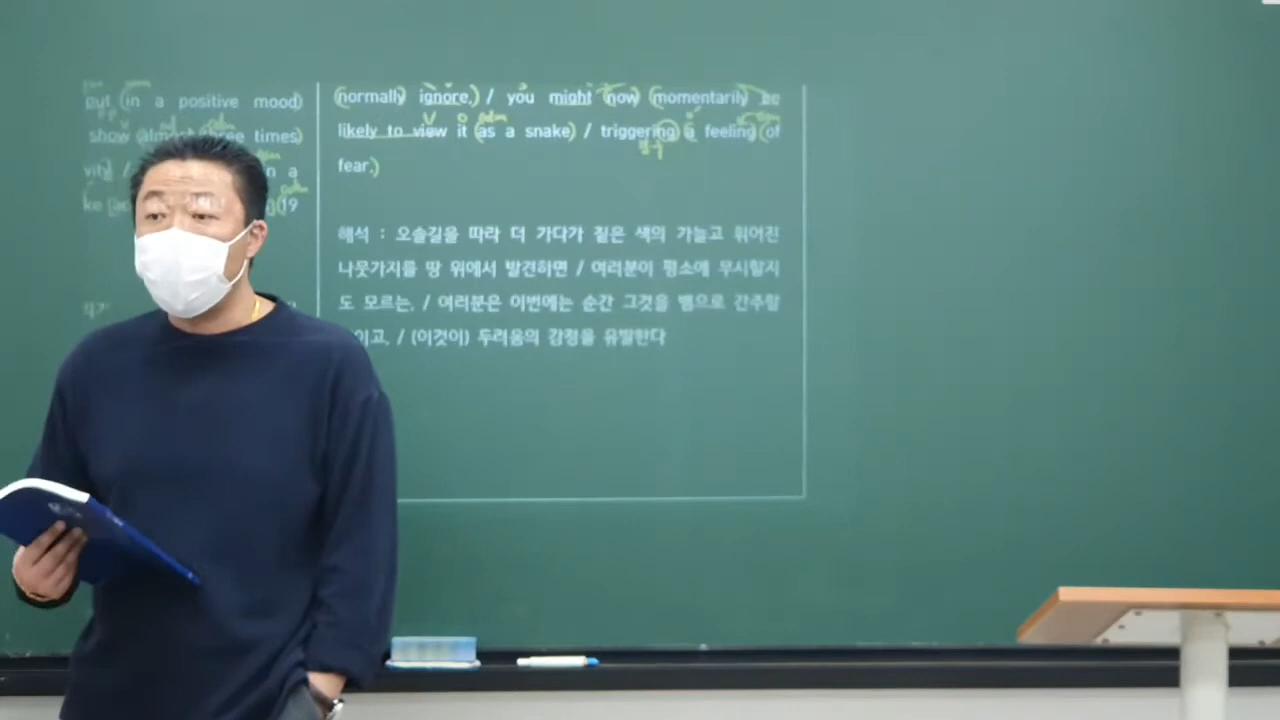 put (in a positive mood)
show (almost three times)
n a
(19
(normally ignore,) / you might (now) (momentarily) be
likely to view it (as a snake) / triggering) a feeling (of
fear.)
해석 : 오솔길을 따라 더 가다가 짙은 색의 가늘고 휘어진
나뭇가지를 땅 위에서 발견하면 / 여러분이 평소에 무시할지
도 모르는, / 여러분은 이번에는 순간 그것을 뱀으로 간주할
이고, / (이것이) 두려움의 감정을 유발한다